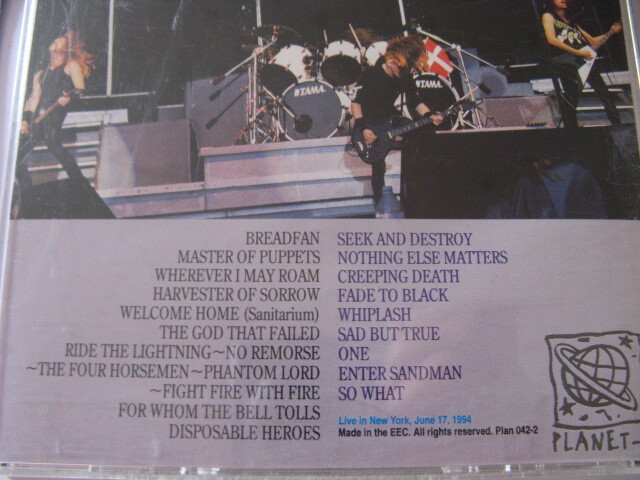 TAMA
TAMA
BREADFAN
MASTER OF PUPPETS
WHEREVER I MAY ROAM
HARVESTER OF SORROW
WELCOME HOME (Sanitarium)
THE GOD THAT FAILED
RIDE THE LIGHTNING~NO REMORSE
~THE FOUR HORSEMEN~PHANTOM LORD
~FIGHT FIRE WITH FIRE
FOR WHOM THE BELL TOLLS
DISPOSABLE HEROES
SEEK AND DESTROY
NOTHING ELSE MATTERS
CREEPING DEATH
FADE TO BLACK
WHIPLASH
SAD BUT TRUE
ONE
ENTER SANDMAN
SO WHAT
Live in New York, June 17, 1994
Made in the EEC. All rights reserved. Plan 042-2
PLANET